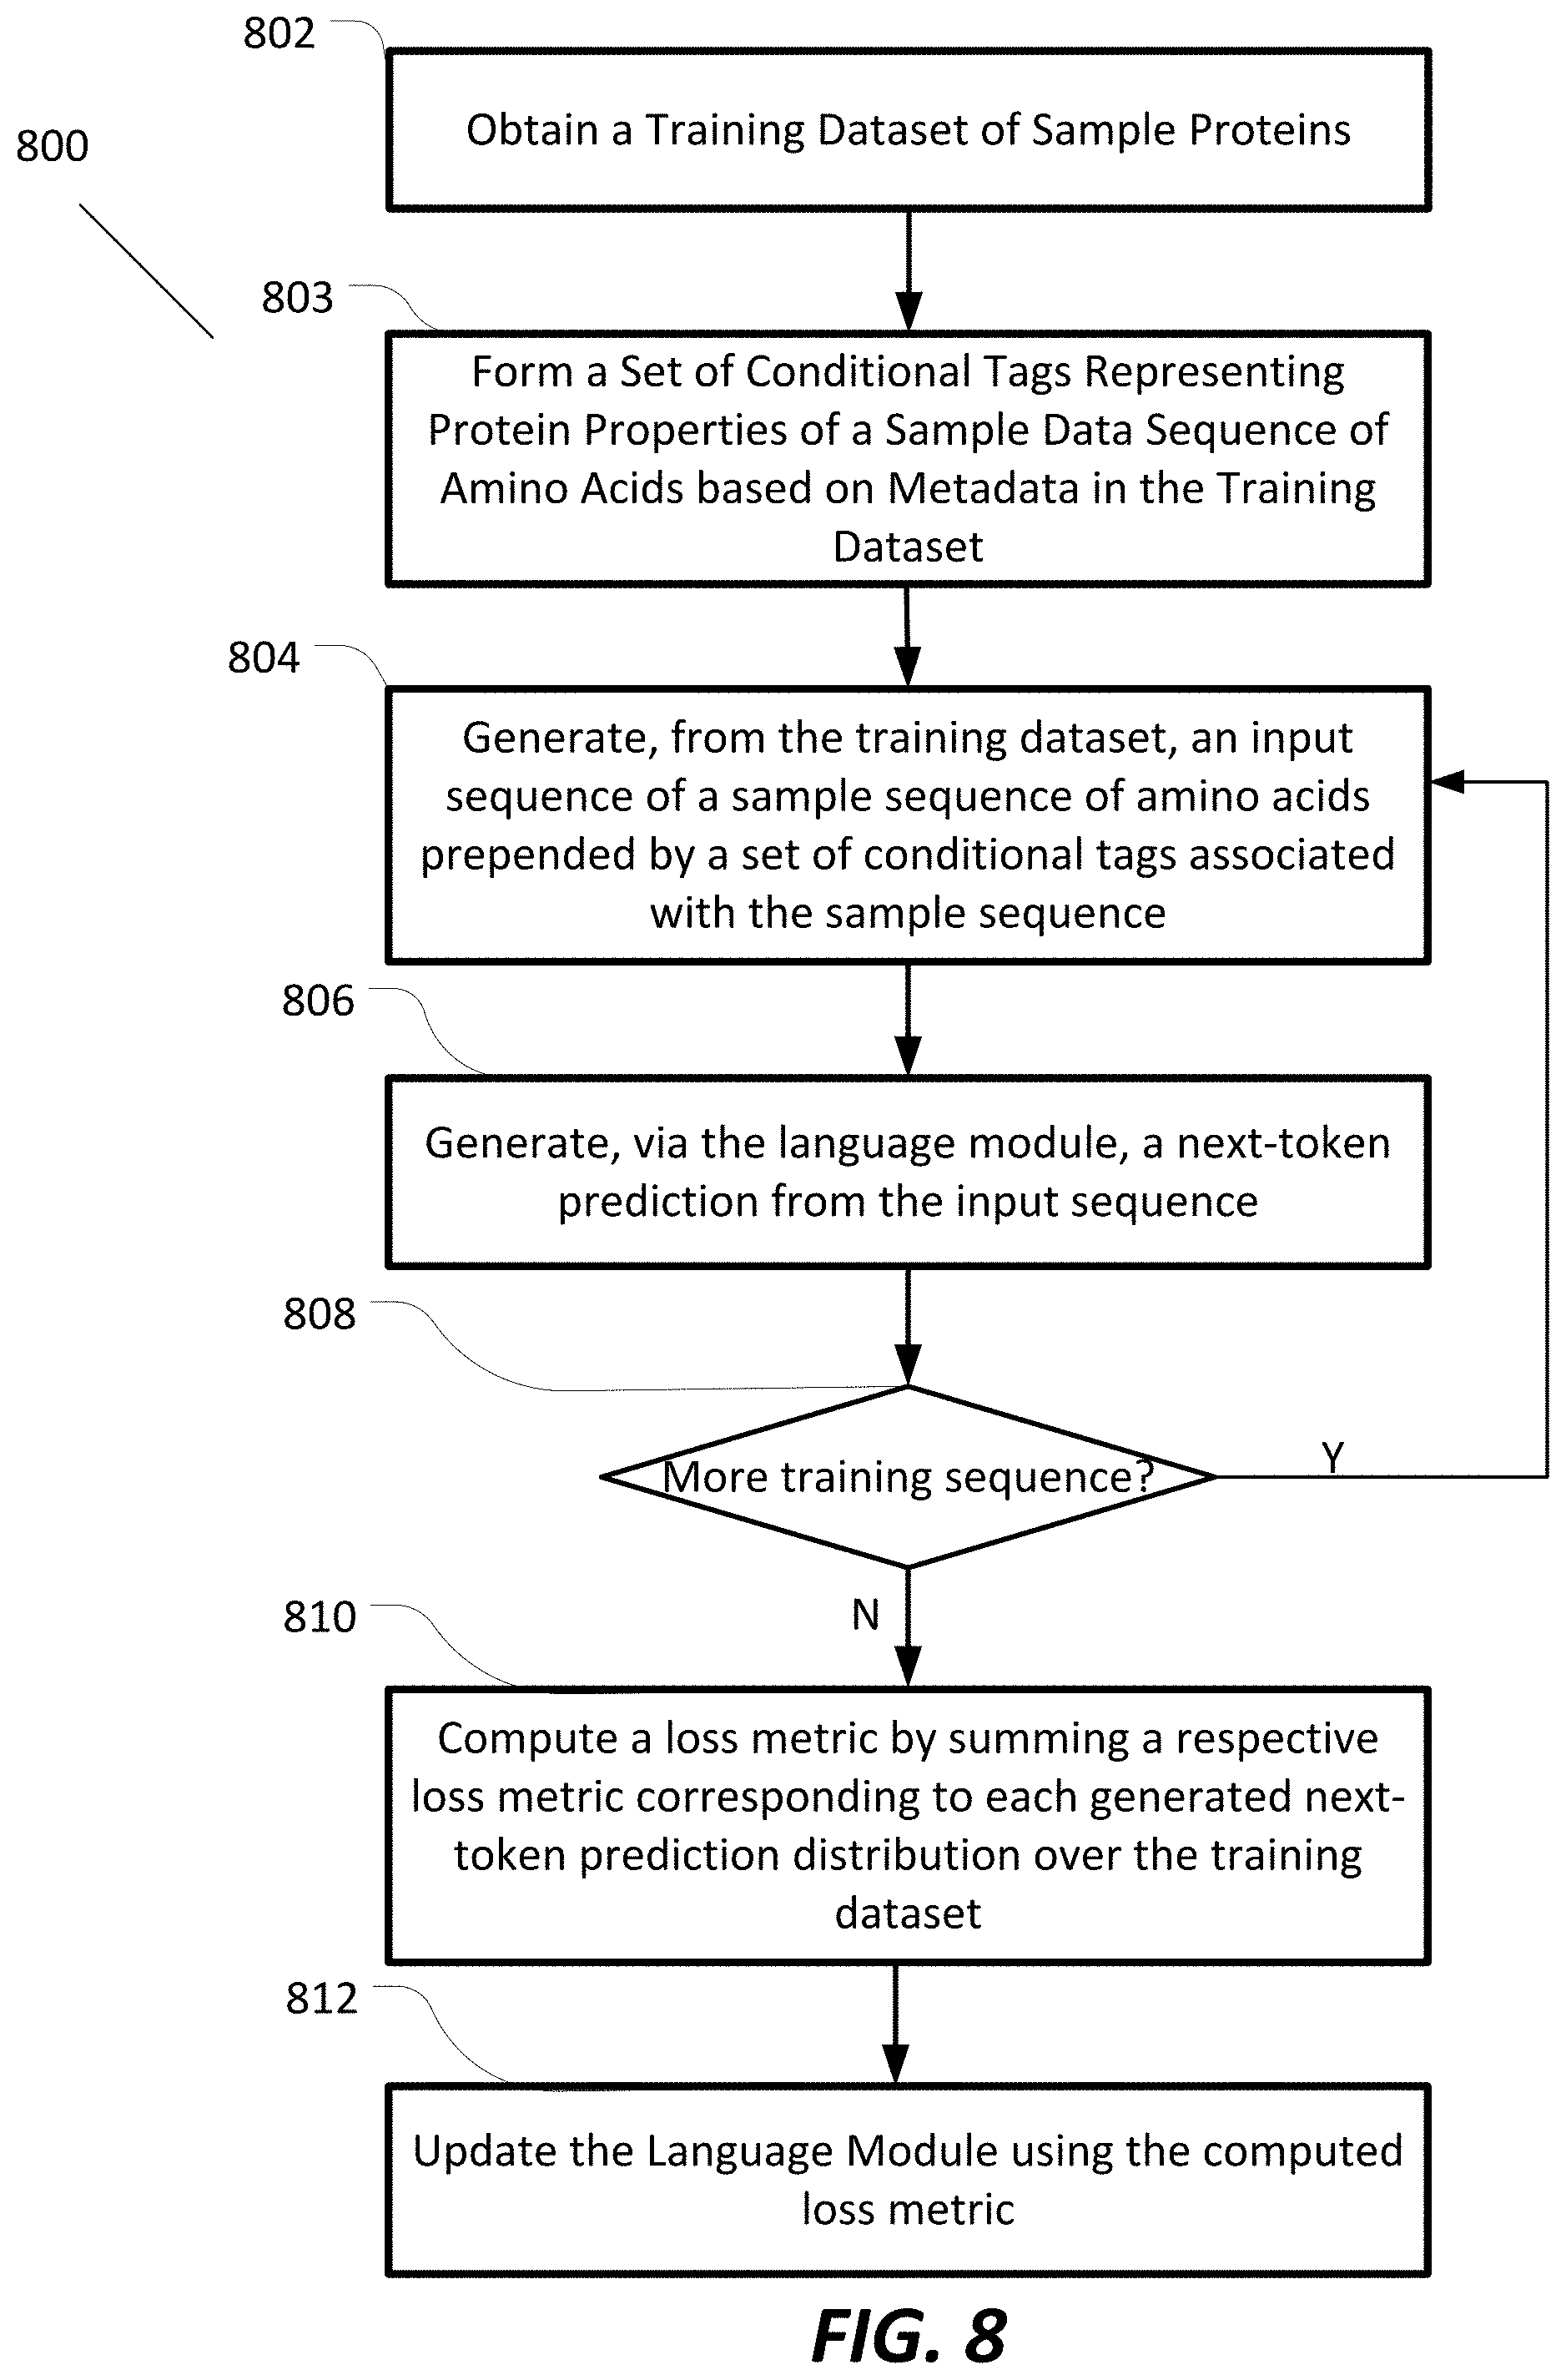 802
Obtain a Training Dataset of Sample Proteins
800
803
Form a Set of Conditional Tags Representing
Protein Properties of a Sample Data Sequence of
Amino Acids based on Metadata in the Training
Dataset
804
Generate, from the training dataset, an input
sequence of a sample sequence of amino acids
prepended by a set of conditional tags associated
with the sample sequence
806
Generate, via the language module, a next-token
prediction from the input sequence
808
More training sequence?
Y
N
810
Compute a loss metric by summing a respective
loss metric corresponding to each generated next-
token prediction distribution over the training
dataset
812
Update the Language Module using the computed
loss metric
FIG. 8